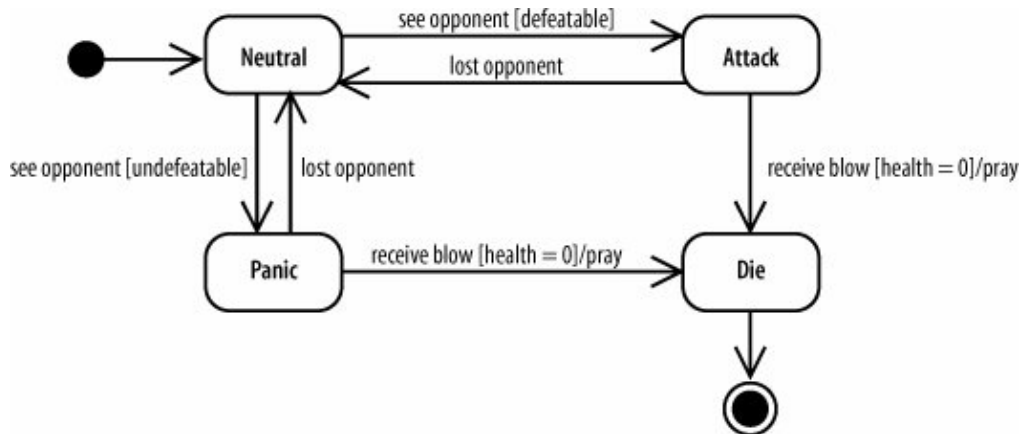 see opponent [defeatable]
Neutral
Attack
lost opponent
see opponent [undefeatable]
lost opponent
receive blow [health = 0]/pray
receive blow [health = 0]/pray
Panic
Die